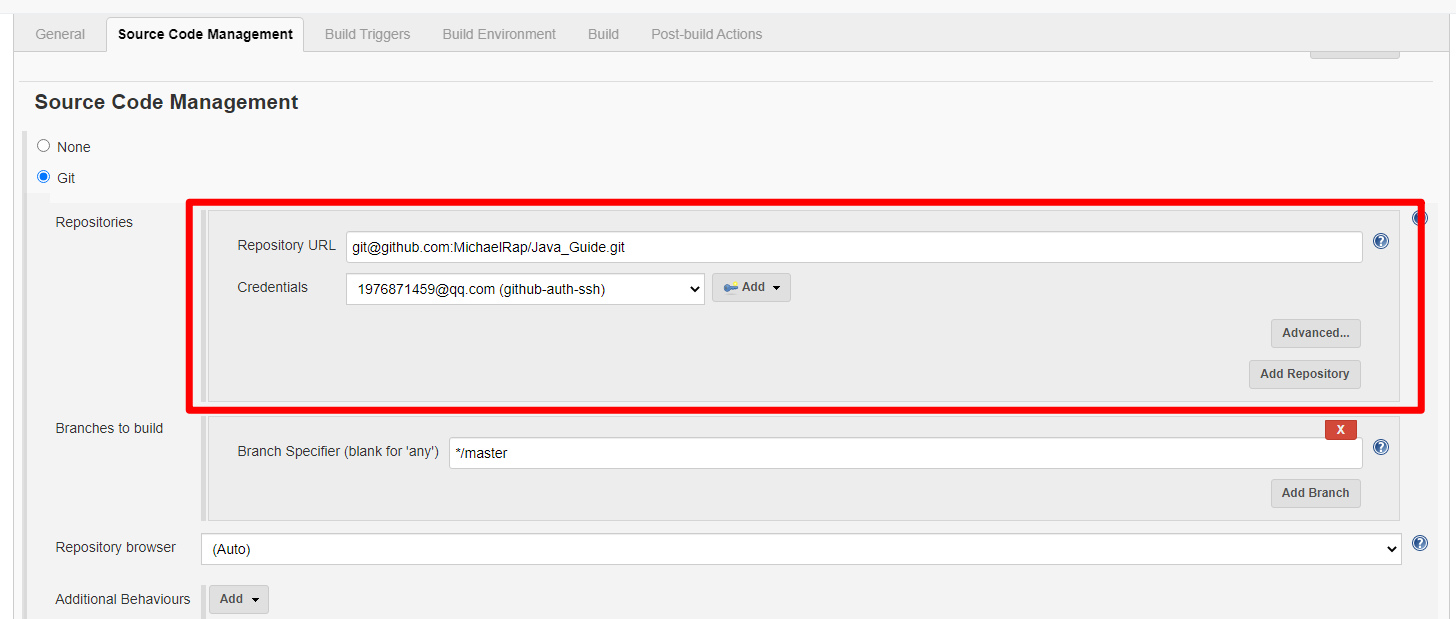 General Source Code Management Build Triggers Build Environment Build Post-build Actions
Source Code Management
None
Git
Repositories
Repository URL git@github.com:MichaelRap/Java_Guide.git
Credentials 1976871459@qq.com (github-auth-ssh) Add
Advanced...
Add Repository
Branches to build
X
Branch Specifier (blank for 'any') */master
Add Branch
Repository browser (Auto)
Additional Behaviours Add